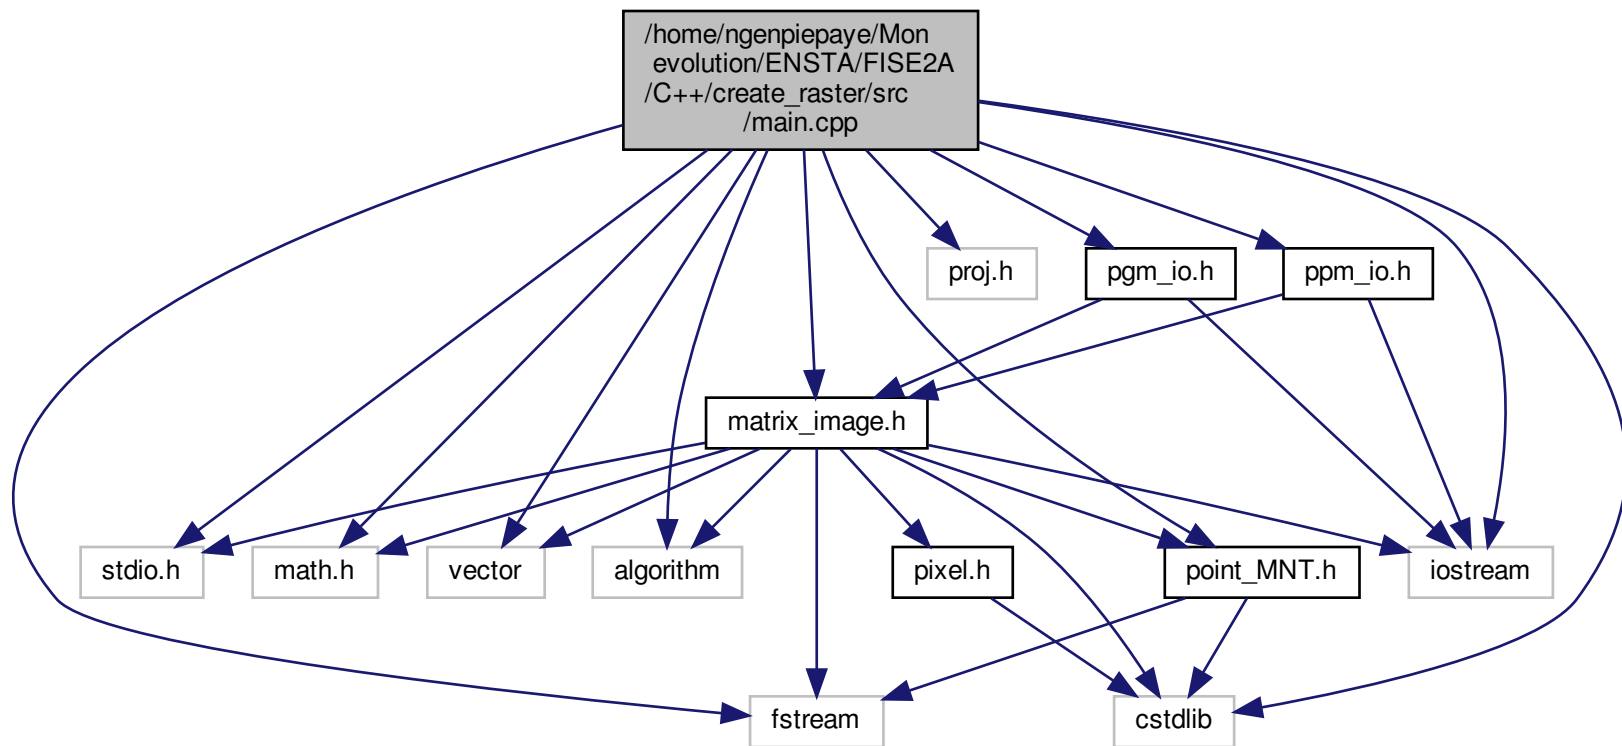 /home/ngenpiepaye/Mon
evolution/ENSTA/FISE2A
/C++/create_raster/src
/main.cpp
proj.h
pgm_io.h
ppm_io.h
matrix_image.h
stdio.h
math.h
vector
algorithm
pixel.h
point_MNT.h
iostream
fstream
cstdlib